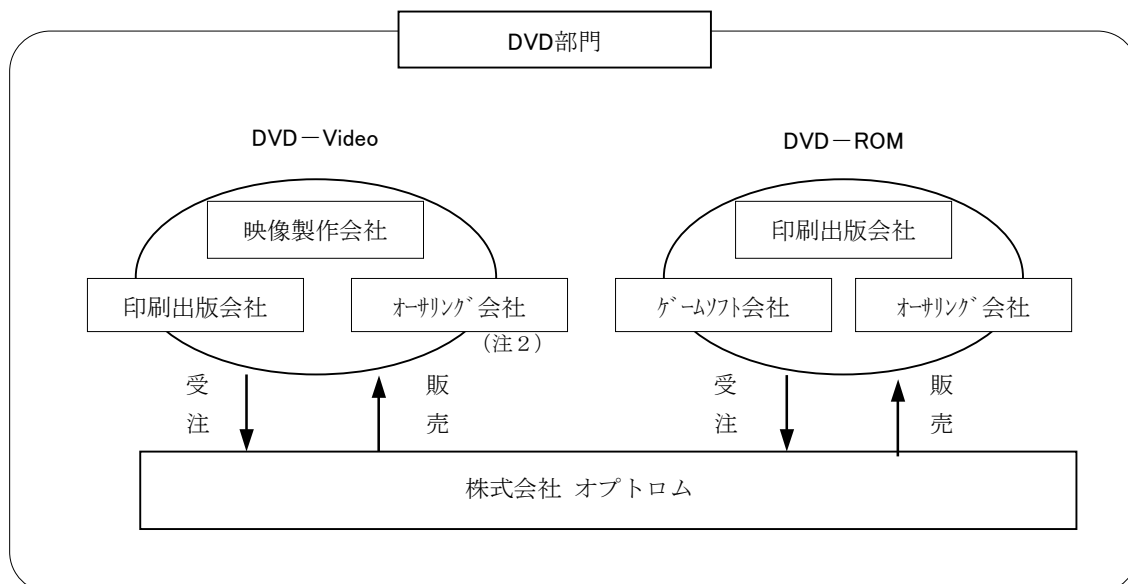 DVD部門
DVD－Video
DVD－ROM
映像製作会社
印刷出版会社
印刷出版会社
ｵｰｻﾘﾝｸﾞ会社
ｹﾞｰﾑｿﾌﾄ会社
ｵｰｻﾘﾝｸﾞ会社
(注２)
受注
販売
受注
販売
株式会社 オプトロム